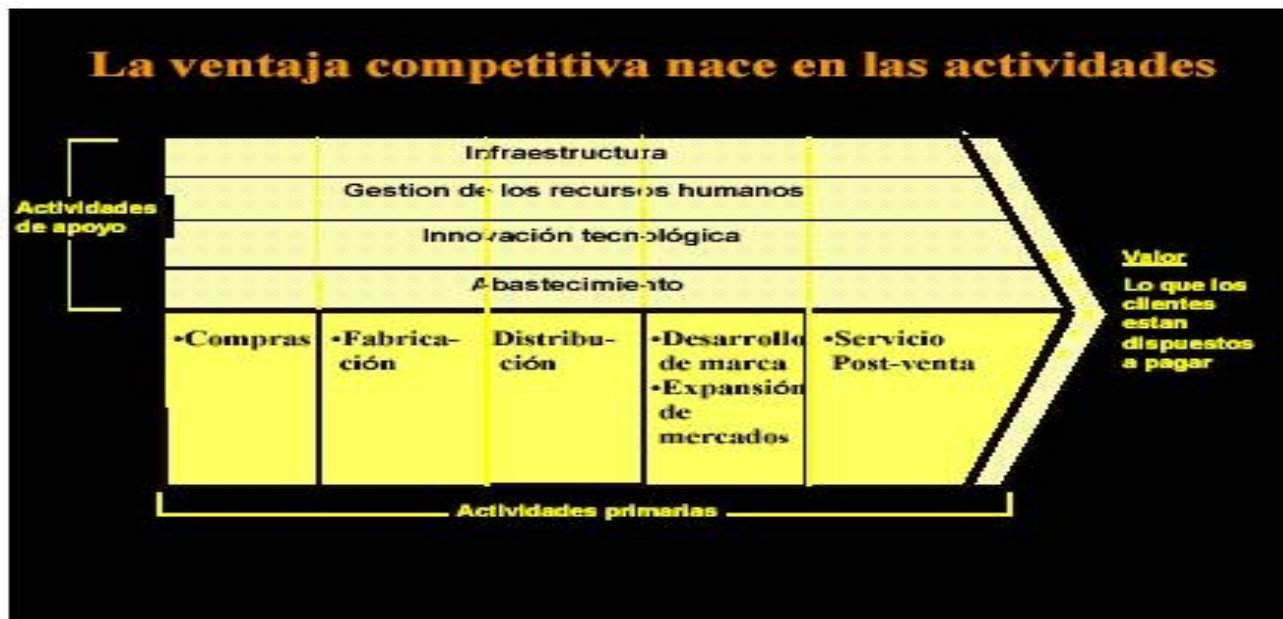 La ventaja competitiva nace en las actividades
Actividades
de apoyo
Infraestructura
Gestion de los recursos humanos
Innovación tecnológica
Abastecimiento
•Compras
•Fabrica-
ción
Distribu-
ción
•Desarrollo
de marca
•Expansión
de
mercados
•Servicio
Post-venta
Valor
Lo que los
clientes
estan
dispuestos
a pagar
Actividades primarias